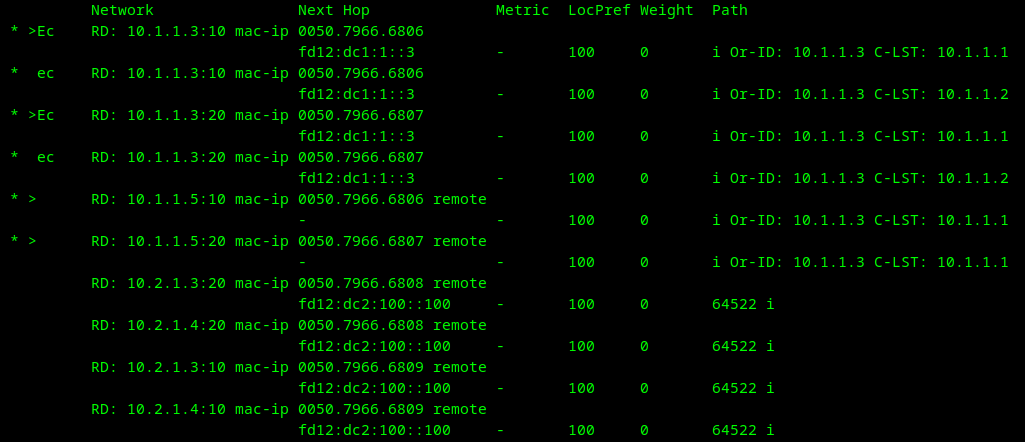 Network                Next Hop              Metric  LocPref Weight  Path
* >Ec    RD: 10.1.1.3:10 mac-ip 0050.7966.6806
                                fd12:dc1:1::3         -       100     0       i Or-ID: 10.1.1.3 C-LST: 10.1.1.1
*  ec    RD: 10.1.1.3:10 mac-ip 0050.7966.6806
                                fd12:dc1:1::3         -       100     0       i Or-ID: 10.1.1.3 C-LST: 10.1.1.2
* >Ec    RD: 10.1.1.3:20 mac-ip 0050.7966.6807
                                fd12:dc1:1::3         -       100     0       i Or-ID: 10.1.1.3 C-LST: 10.1.1.1
*  ec    RD: 10.1.1.3:20 mac-ip 0050.7966.6807
                                fd12:dc1:1::3         -       100     0       i Or-ID: 10.1.1.3 C-LST: 10.1.1.2
* >      RD: 10.1.1.5:10 mac-ip 0050.7966.6806 remote
                                -                     -       100     0       i Or-ID: 10.1.1.3 C-LST: 10.1.1.1
* >      RD: 10.1.1.5:20 mac-ip 0050.7966.6807 remote
                                -                     -       100     0       i Or-ID: 10.1.1.3 C-LST: 10.1.1.1
         RD: 10.2.1.3:20 mac-ip 0050.7966.6808 remote
                                fd12:dc2:100::100     -       100     0       64522 i
         RD: 10.2.1.4:20 mac-ip 0050.7966.6808 remote
                                fd12:dc2:100::100     -       100     0       64522 i
         RD: 10.2.1.3:10 mac-ip 0050.7966.6809 remote
                                fd12:dc2:100::100     -       100     0       64522 i
         RD: 10.2.1.4:10 mac-ip 0050.7966.6809 remote
                                fd12:dc2:100::100     -       100     0       64522 i